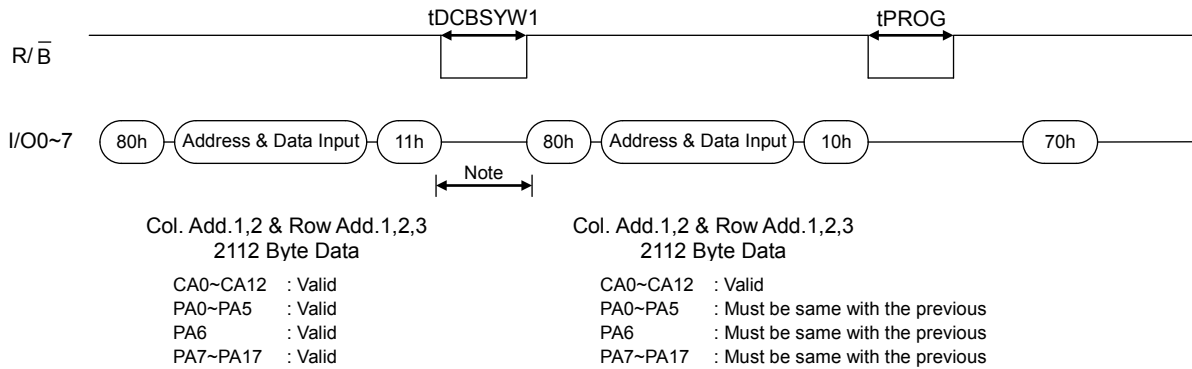 tDCBSYW1 tPROG
R/B̅
I/O0~7 80h Address & Data Input 11h 80h Address & Data Input 10h 70h
Note
Col. Add.1,2 & Row Add.1,2,3 Col. Add.1,2 & Row Add.1,2,3
2112 Byte Data 2112 Byte Data
CA0~CA12 : Valid CA0~CA12 : Valid
PA0~PA5 : Valid PA0~PA5 : Must be same with the previous
PA6 : Valid PA6 : Must be same with the previous
PA7~PA17 : Valid PA7~PA17 : Must be same with the previous